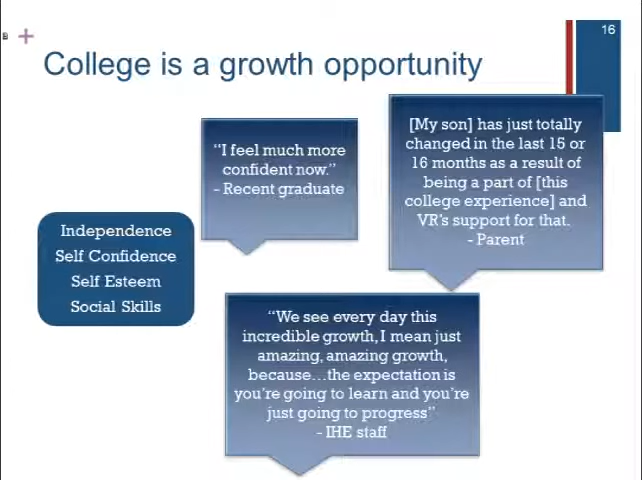 16
+
College is a growth opportunity
“I feel much more
confident now.”
- Recent graduate
[My son] has just totally
changed in the last 15 or
16 months as a result of
being a part of [this
college experience] and
VR’s support for that.
- Parent
Independence
Self Confidence
Self Esteem
Social Skills
“We see every day this
incredible growth, I mean just
amazing, amazing growth,
because…the expectation is
you’re going to learn and you’re
just going to progress”
- IHE staff